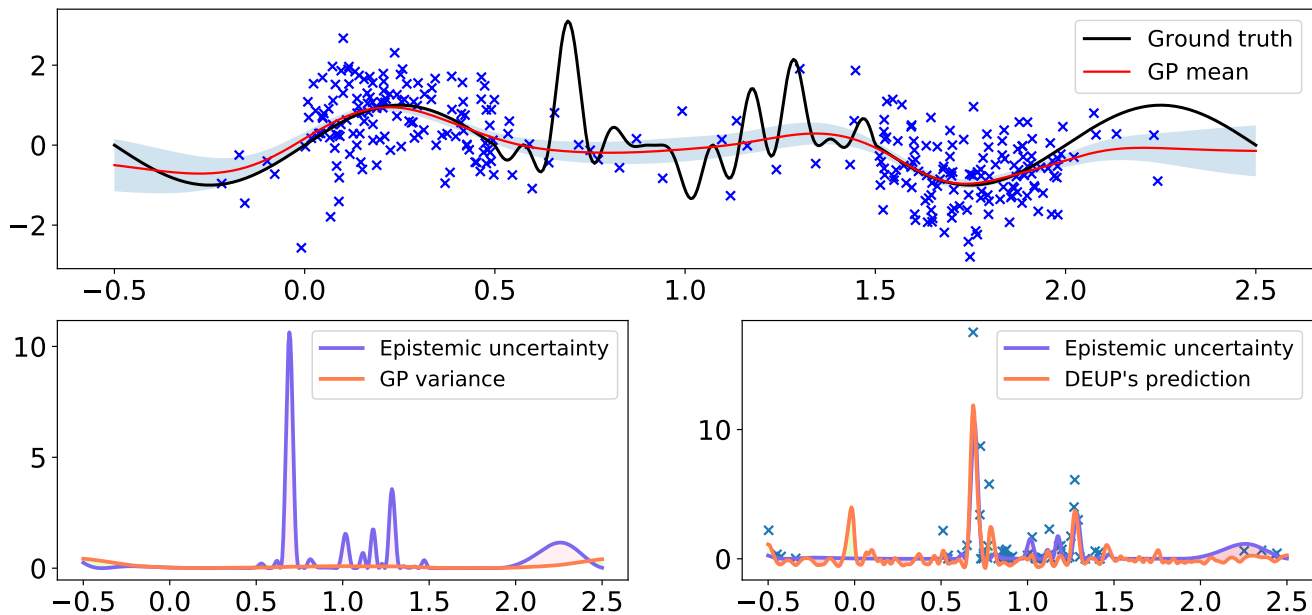 Ground truth
GP mean
2
0
−2
−0.5 0.0 0.5 1.0 1.5 2.0 2.5
Epistemic uncertainty
GP variance
10
5
0
−0.5 0.0 0.5 1.0 1.5 2.0 2.5
Epistemic uncertainty
DEUP's prediction
10
0
−0.5 0.0 0.5 1.0 1.5 2.0 2.5